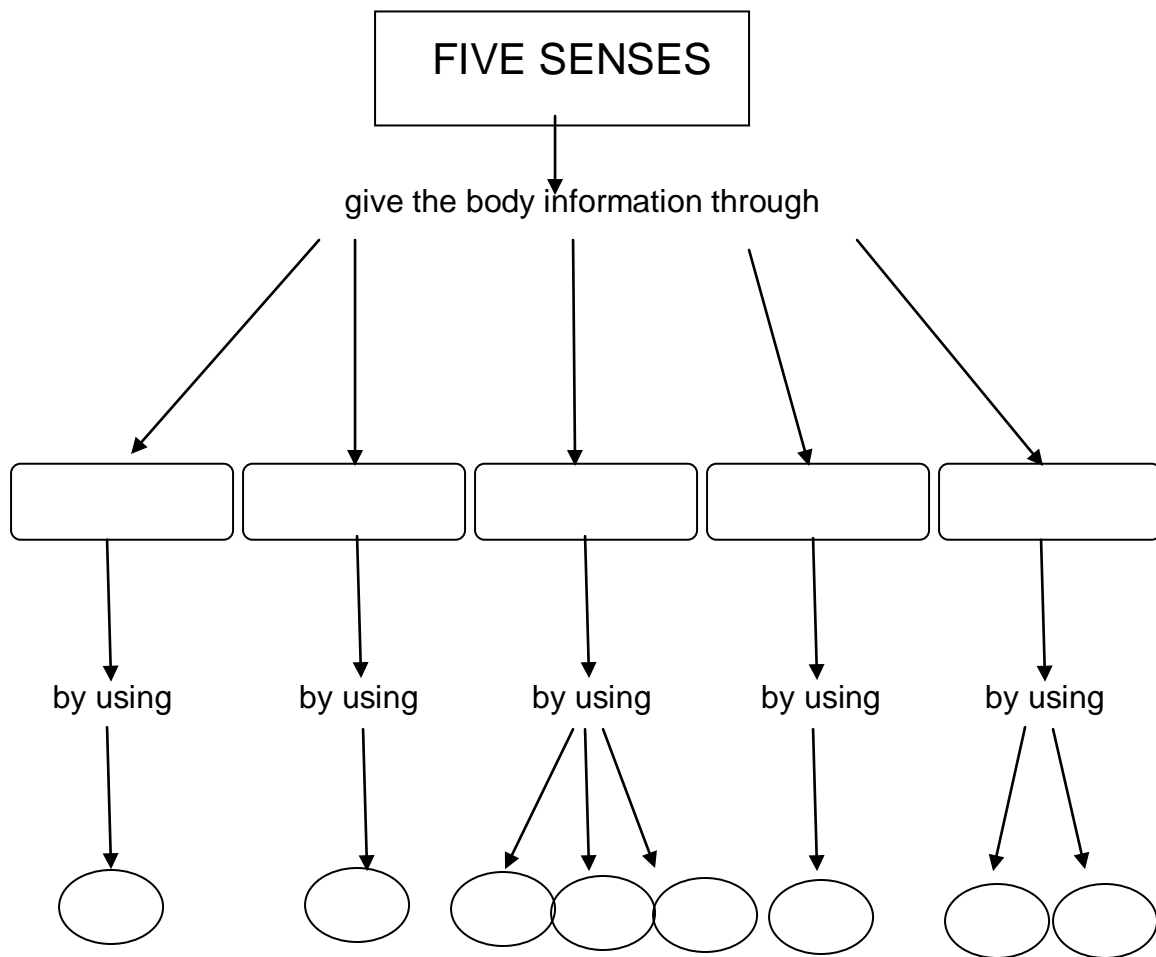 FIVE SENSES
give the body information through
by using by using by using by using by using